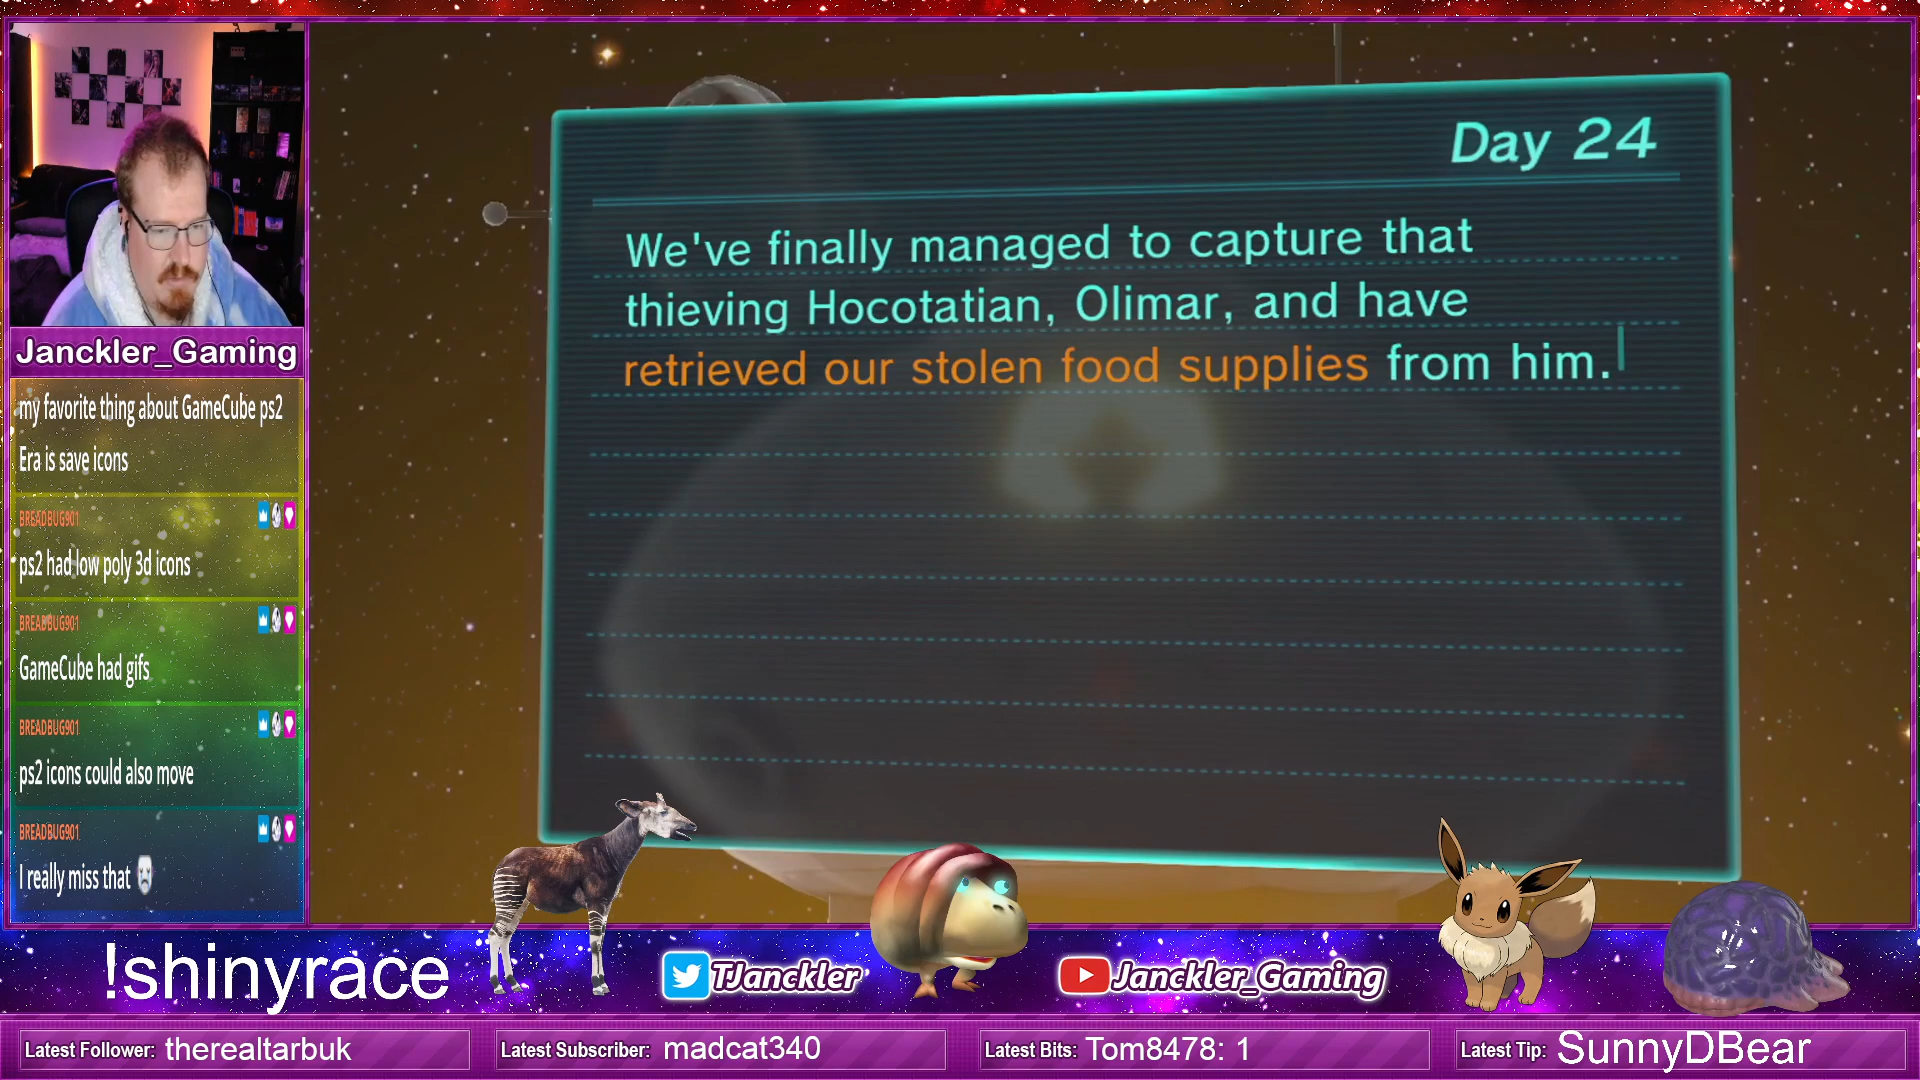 Day 24
We've finally managed to capture that
thieving Hocotatian, Olimar, and have
retrieved our stolen food supplies from him.
Janckler_Gaming
my favorite thing about GameCube ps2
Era is save icons
BREADBUG901
ps2 had low poly 3d icons
BREADBUG901
GameCube had gifs
BREADBUG901
ps2 icons could also move
BREADBUG901
I really miss that
!shinyrace
TJanckler
Janckler_Gaming
Latest Follower: therealtarbuk
Latest Subscriber: madcat340
Latest Bits: Tom8478: 1
Latest Tip: SunnyDBear